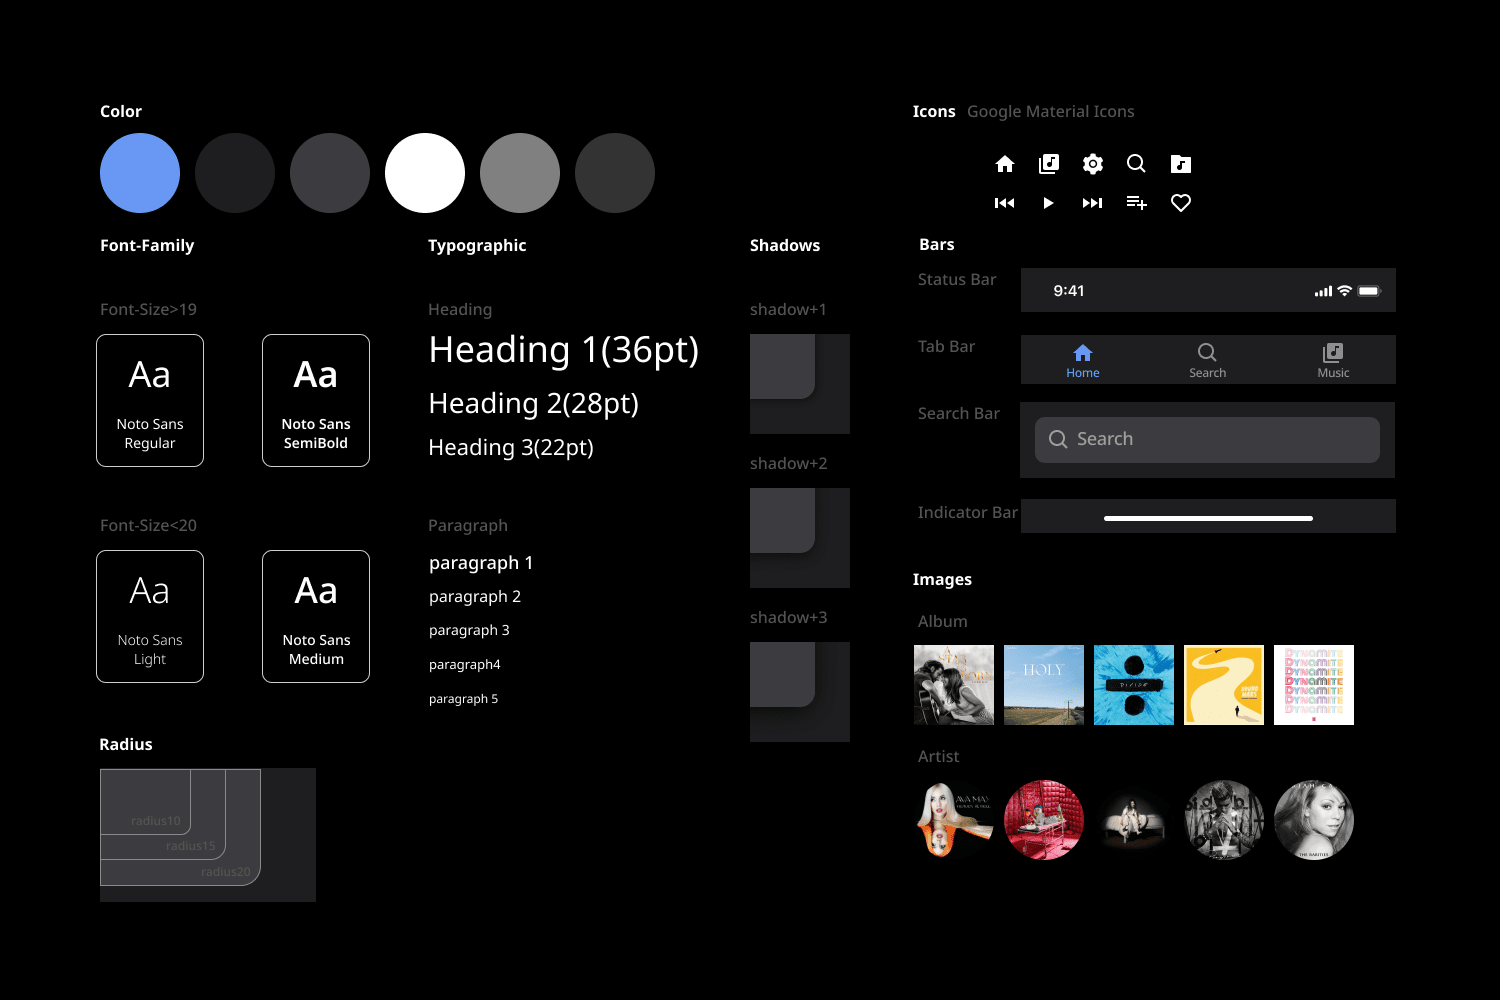 Color
Icons Google Material Icons
Font-Family
Typographic
Shadows
Bars
Font-Size>19
Aa
Noto Sans
Regular
Aa
Noto Sans
SemiBold
Font-Size<20
Aa
Noto Sans
Light
Aa
Noto Sans
Medium
Radius
radius10
radius15
radius20
Heading
Heading 1(36pt)
Heading 2(28pt)
Heading 3(22pt)
Paragraph
paragraph 1
paragraph 2
paragraph 3
paragraph4
paragraph 5
shadow+1
shadow+2
shadow+3
Status Bar
9:41
Tab Bar
Home
Search
Music
Search Bar
Search
Indicator Bar
Images
Album
HOLY
DIVIDE
DYNAMITE
DYNAMITE
DYNAMITE
DYNAMITE
DYNAMITE
DYNAMITE
DYNAMITE
Artist
AVA MAX
THE RARITIES